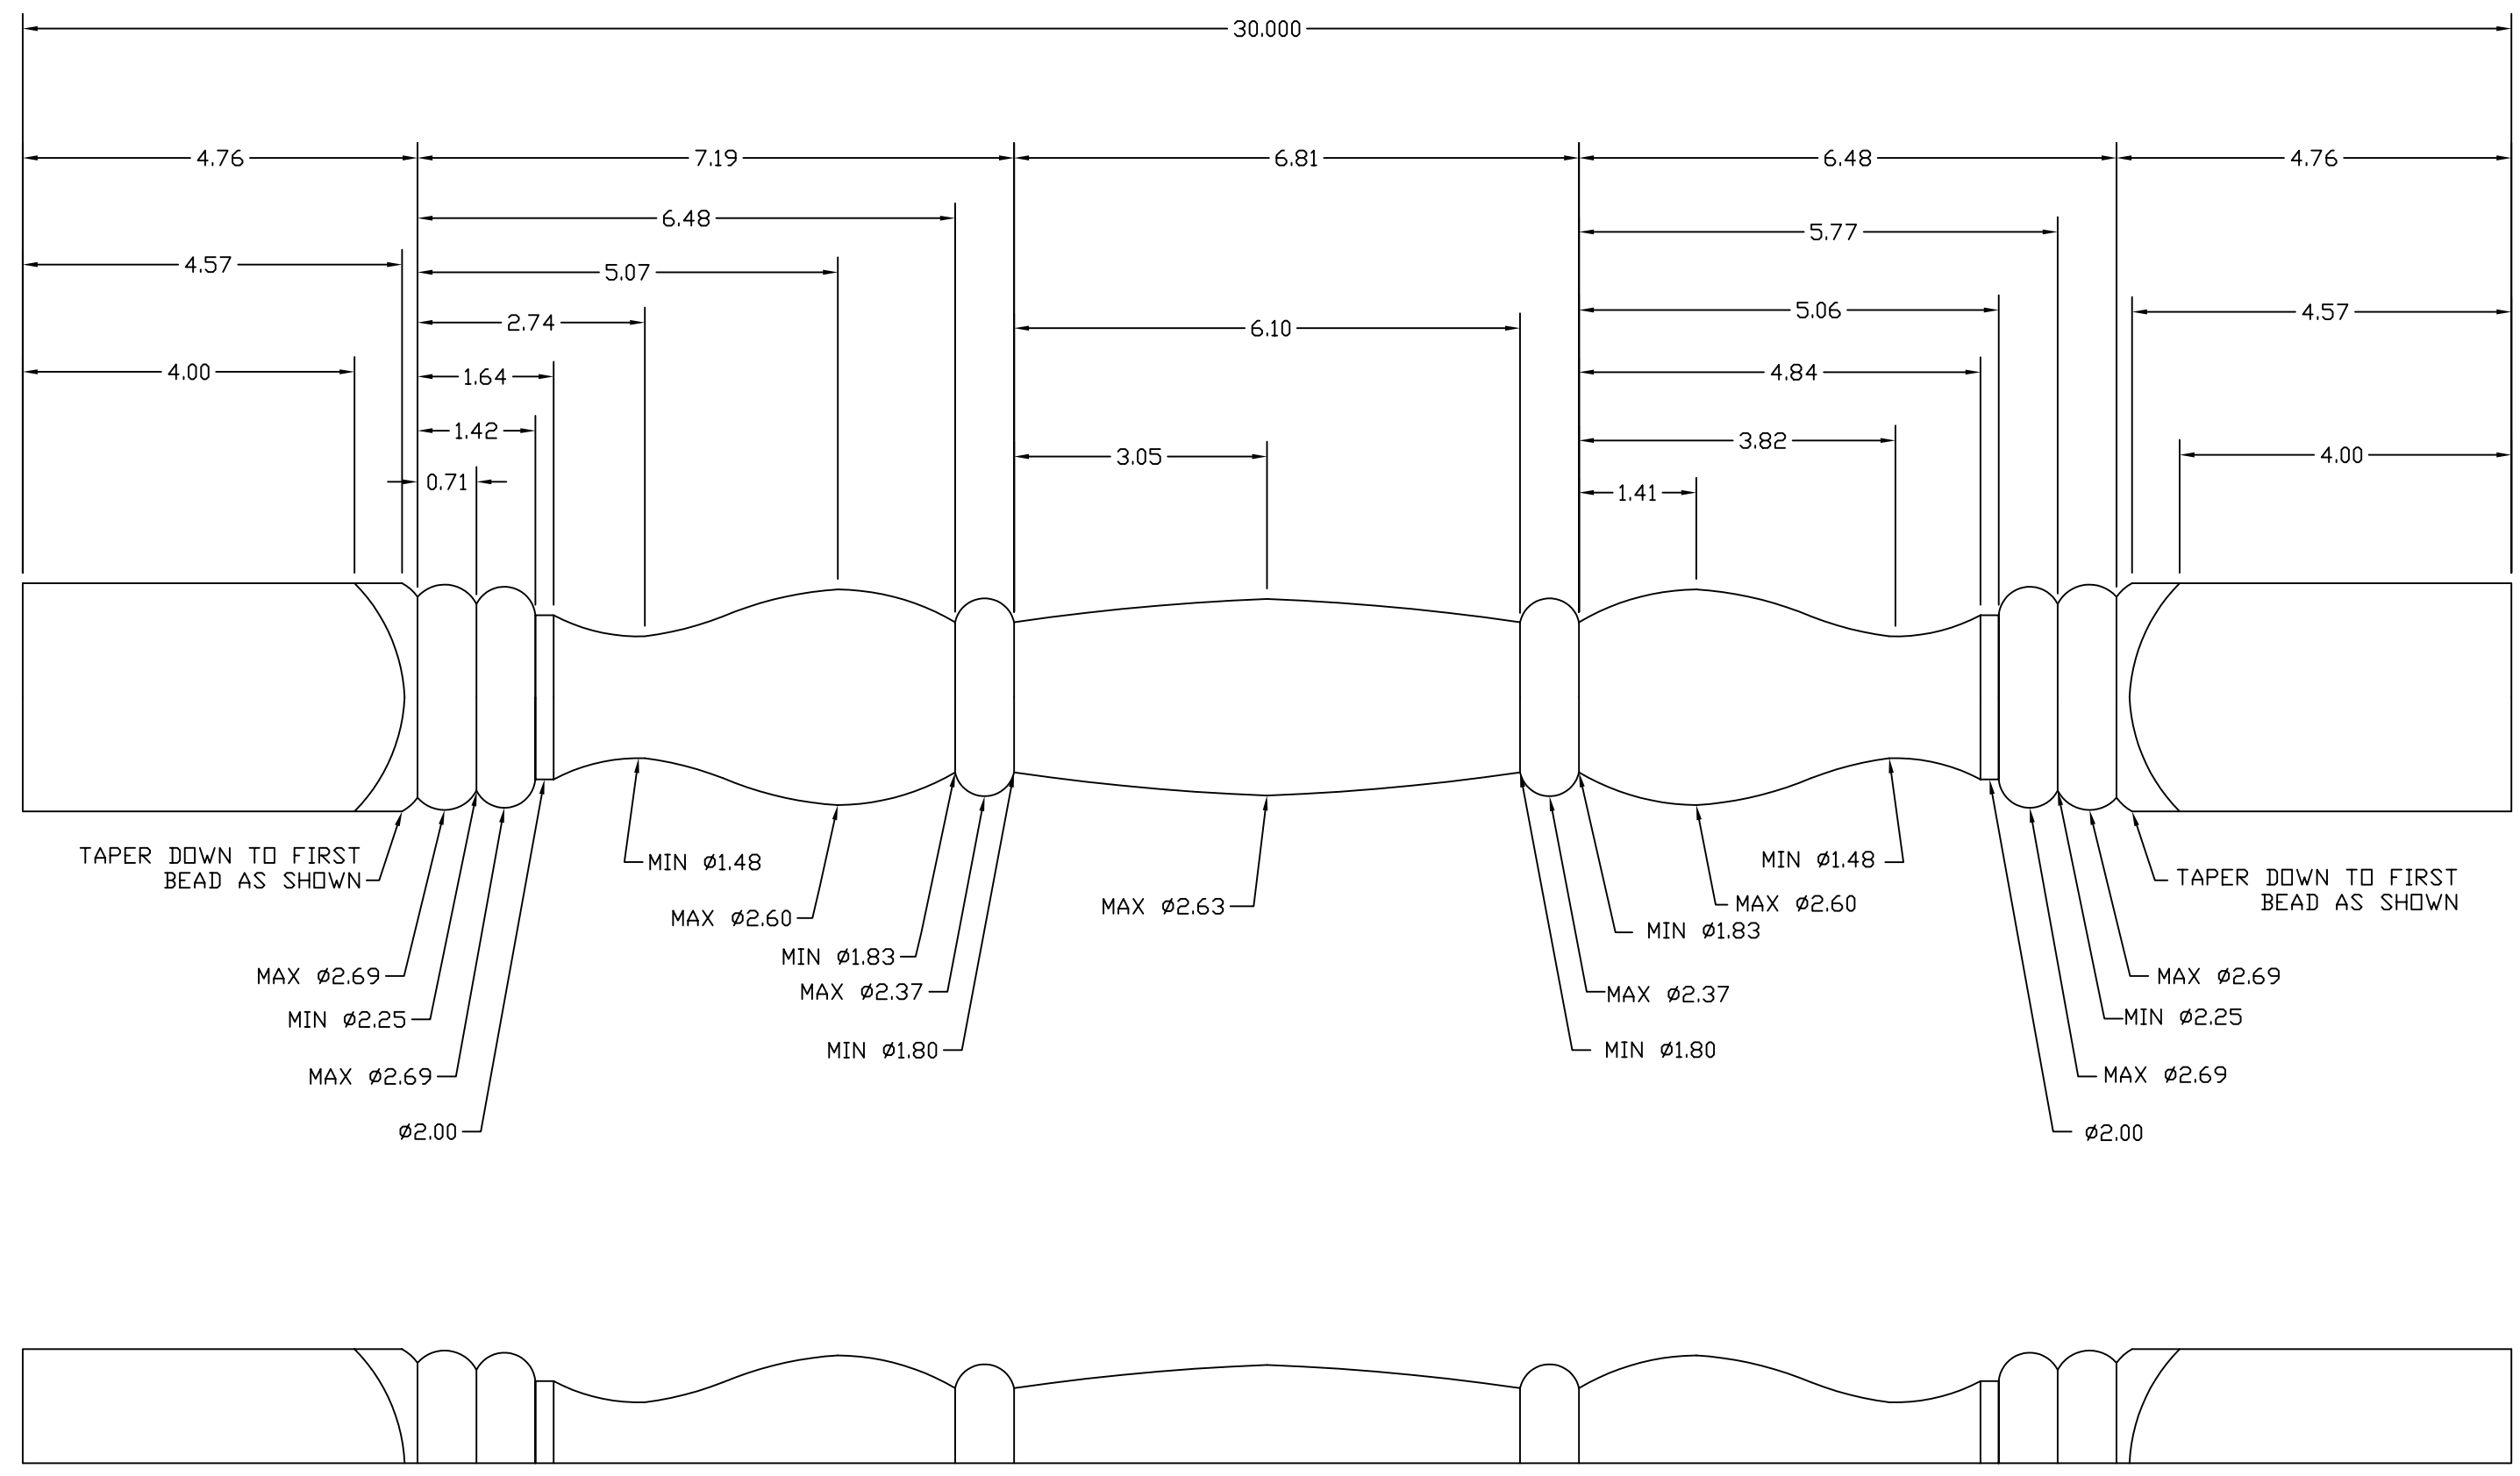 30.000
4.76
7.19
6.81
6.48
4.76
6.48
5.77
4.57
5.07
5.06
4.57
2.74
6.10
4.00
1.64
4.84
1.42
3.82
3.05
4.00
0.71
1.41
TAPER DOWN TO FIRST
BEAD AS SHOWN
MIN Ø1.48
MIN Ø1.48
TAPER DOWN TO FIRST
BEAD AS SHOWN
MAX Ø2.60
MAX Ø2.63
MAX Ø2.60
MIN Ø1.83
MIN Ø1.83
MAX Ø2.69
MAX Ø2.37
MAX Ø2.37
MAX Ø2.69
MIN Ø2.25
MIN Ø2.25
MIN Ø1.80
MIN Ø1.80
MAX Ø2.69
MAX Ø2.69
Ø2.00
Ø2.00